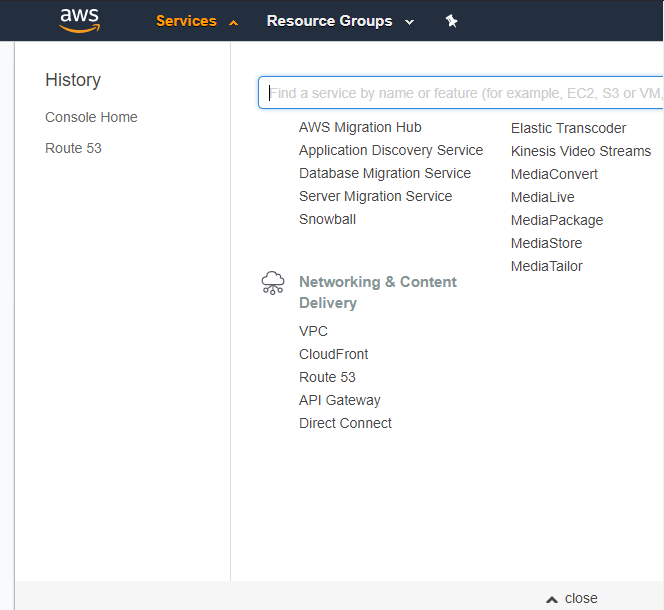 aws Services Resource Groups
History
Console Home
Route 53
Find a service by name or feature (for example, EC2, S3 or VM,
AWS Migration Hub
Application Discovery Service
Database Migration Service
Server Migration Service
Snowball
Networking & Content
Delivery
VPC
CloudFront
Route 53
API Gateway
Direct Connect
Elastic Transcoder
Kinesis Video Streams
MediaConvert
MediaLive
MediaPackage
MediaStore
MediaTailor
close